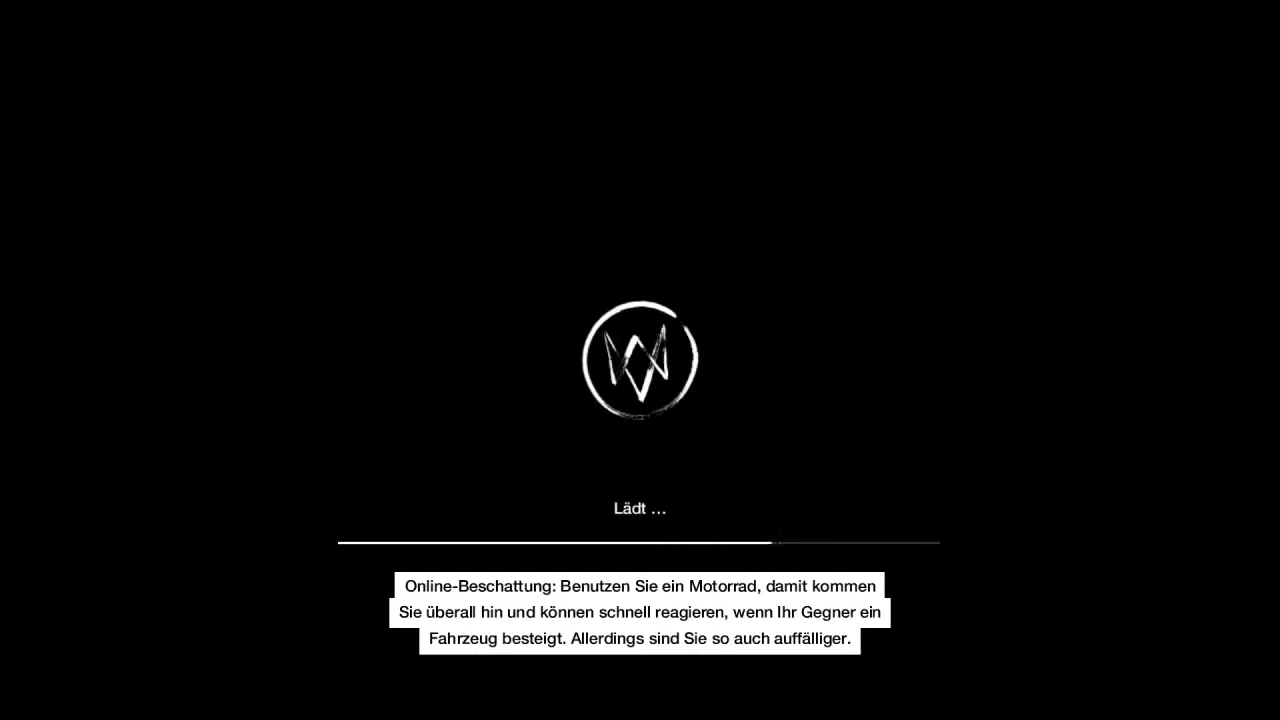 Lädt ...
Online-Beschattung: Benutzen Sie ein Motorrad, damit kommen
Sie überall hin und können schnell reagieren, wenn Ihr Gegner ein
Fahrzeug besteigt. Allerdings sind Sie so auch auffälliger.